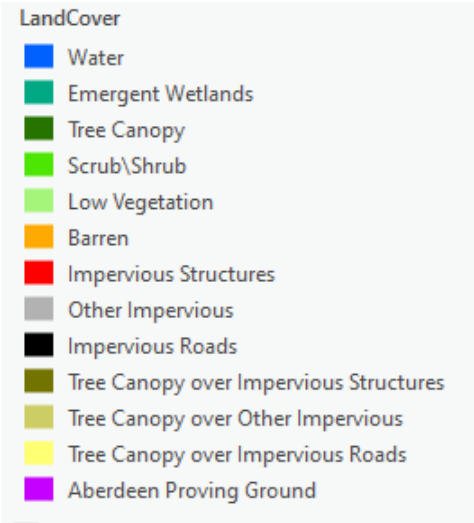 LandCover
Water
Emergent Wetlands
Tree Canopy
Scrub\Shrub
Low Vegetation
Barren
Impervious Structures
Other Impervious
Impervious Roads
Tree Canopy over Impervious Structures
Tree Canopy over Other Impervious
Tree Canopy over Impervious Roads
Aberdeen Proving Ground